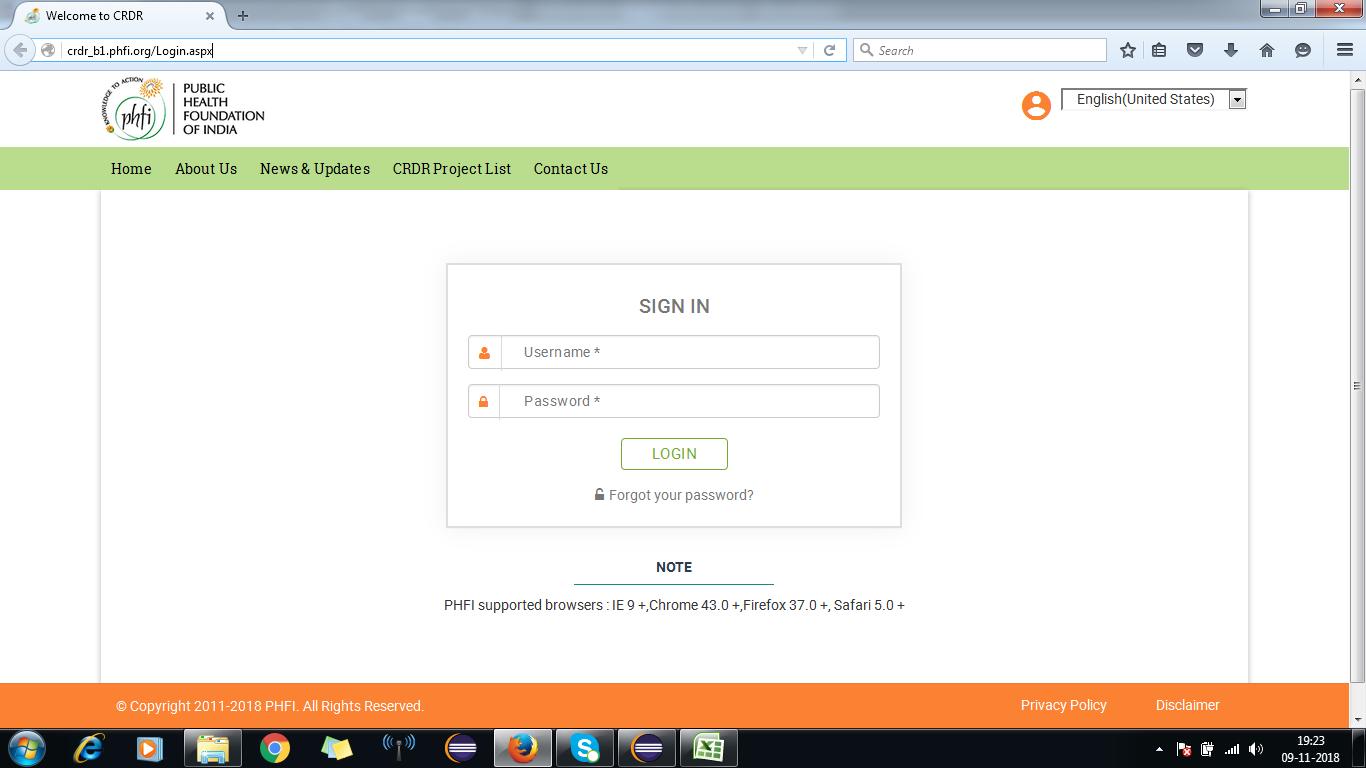 Welcome to CRDR
crdr_b1.phfi.org/Login.aspx
Search
KNOWLEDGE TO ACTION
phfi
PUBLIC
HEALTH
FOUNDATION
OF INDIA
English(United States)
Home About Us News & Updates CRDR Project List Contact Us
SIGN IN
Username *
Password *
LOGIN
Forgot your password?
NOTE
PHFI supported browsers : IE 9 +,Chrome 43.0 +,Firefox 37.0 +, Safari 5.0 +
© Copyright 2011-2018 PHFI. All Rights Reserved. Privacy Policy Disclaimer
19:23
09-11-2018